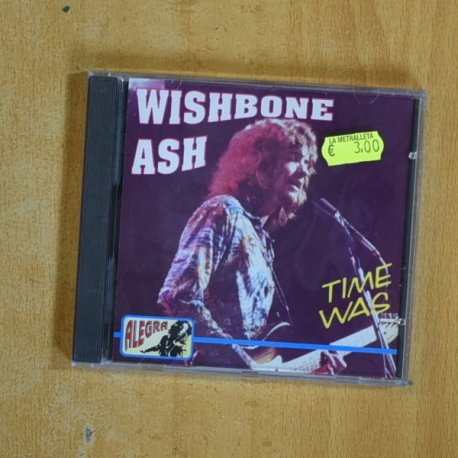 WISHBONE
ASH
LA METRALLETA
€ 3.00
TIME
WAS
ALEGRA